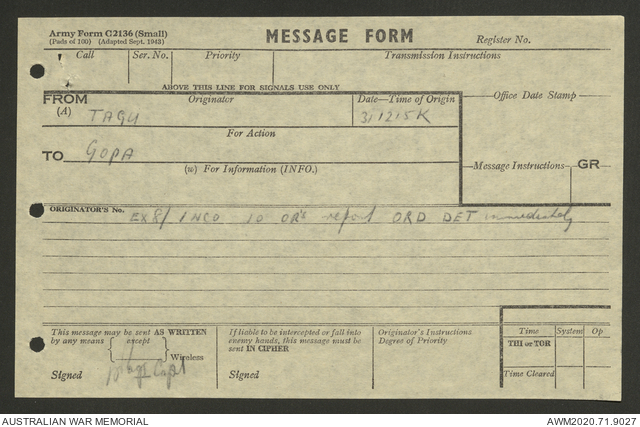 Army Form C2136 (Small)
(Pads of 100) (Adapted Sept. 1943)
MESSAGE FORM
Register No.
Call
Ser. No.
Priority
Transmission Instructions
ABOVE THIS LINE FOR SIGNALS USE ONLY
FROM
(A)
Originator
TAGU
Date—Time of Origin
311215K
Office Date Stamp
For Action
TO
GOPA
(W) For Information (INFO.)
Message Instructions
GR
ORIGINATOR'S No.
EX 8/ 1 NCO 10 OR's report ORD DET immediately
This message may be sent AS WRITTEN
by any means except
Wireless
Signed
Capt
If liable to be intercepted or fall into
enemy hands, this message must be
sent IN CIPHER
Signed
Originator's Instructions
Degree of Priority
Time
System
Op
THI or TOR
Time Cleared
AUSTRALIAN WAR MEMORIAL
AWM2020.71.9027